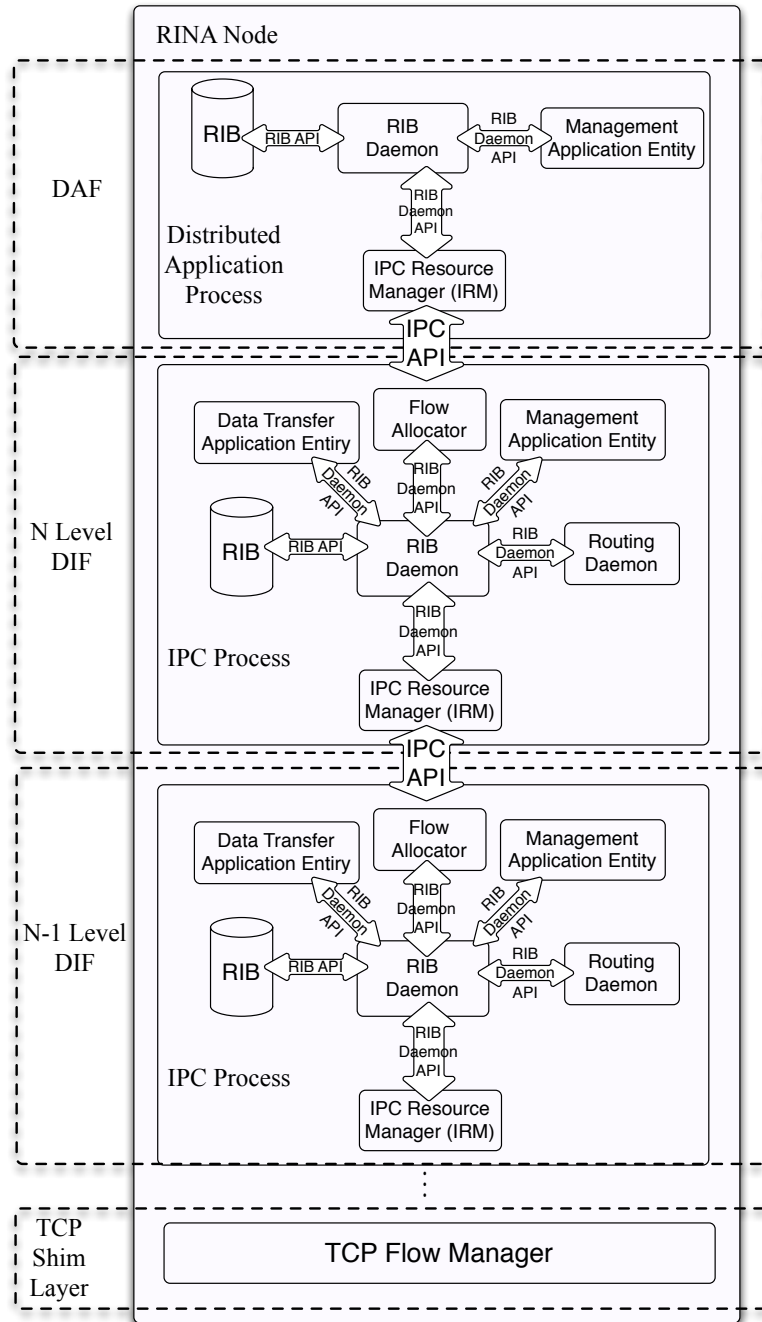 RINA Node
DAF
RIB
RIB API
RIB
Daemon
RIB
Daemon
API
Management
Application Entity
RIB
Daemon
API
Distributed
Application
Process
IPC Resource
Manager (IRM)
IPC
API
N Level
DIF
Data Transfer
Application Entiry
Flow
Allocator
Management
Application Entity
RIB
Daemon
API
RIB
Daemon
API
RIB
Daemon
API
RIB
RIB API
RIB
Daemon
RIB
Daemon
API
Routing
Daemon
RIB
Daemon
API
IPC Process
IPC Resource
Manager (IRM)
IPC
API
N-1 Level
DIF
Data Transfer
Application Entiry
Flow
Allocator
Management
Application Entity
RIB
Daemon
API
RIB
Daemon
API
RIB
Daemon
API
RIB
RIB API
RIB
Daemon
RIB
Daemon
API
Routing
Daemon
RIB
Daemon
API
IPC Process
IPC Resource
Manager (IRM)
TCP
Shim
Layer
TCP Flow Manager